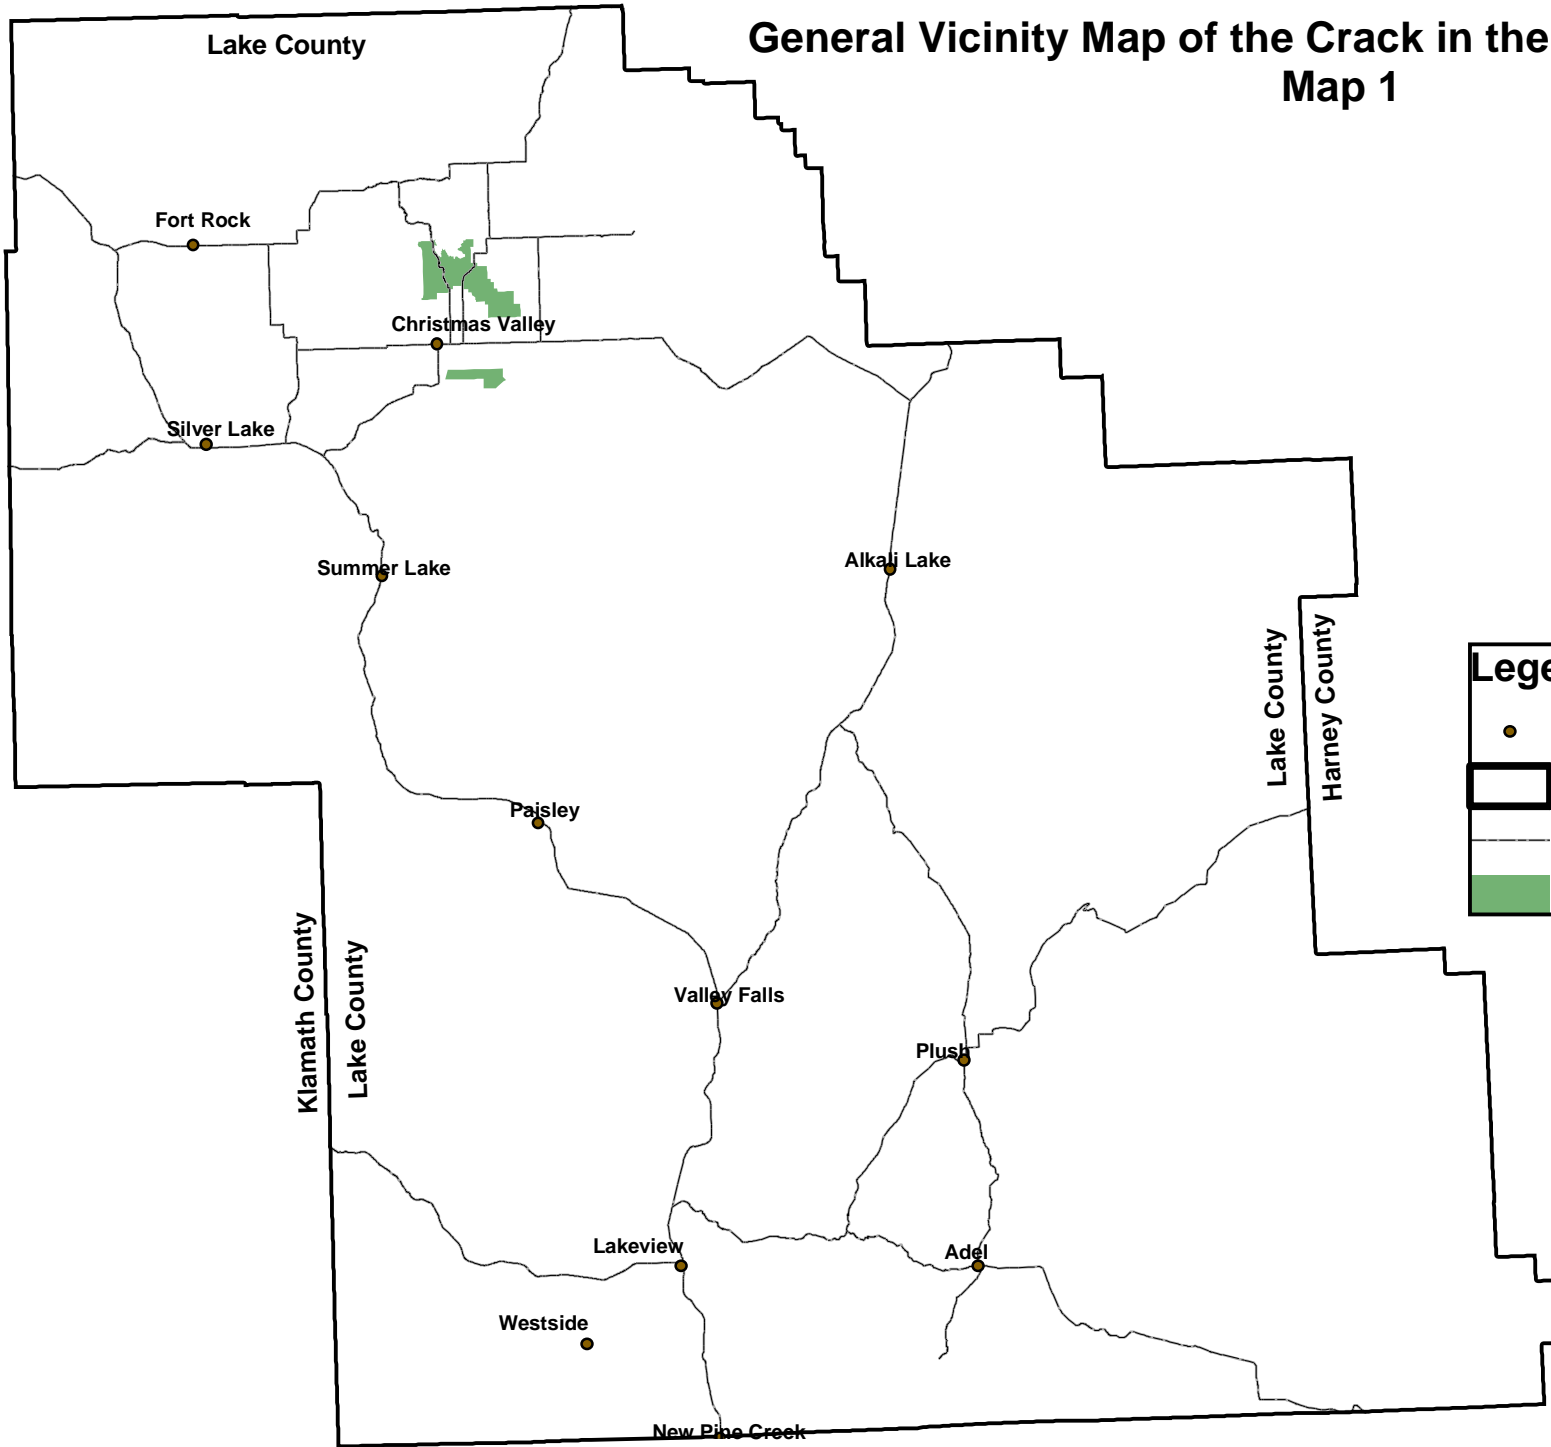 General Vicinity Map of the Crack in the
Map 1
Lake County
Fort Rock
Christmas Valley
Silver Lake
Summer Lake
Alkali Lake
Lake County
Harney County
Lege
Paisley
Klamath County
Lake County
Valley Falls
Plush
Lakeview
Adel
Westside
New Pine Creek